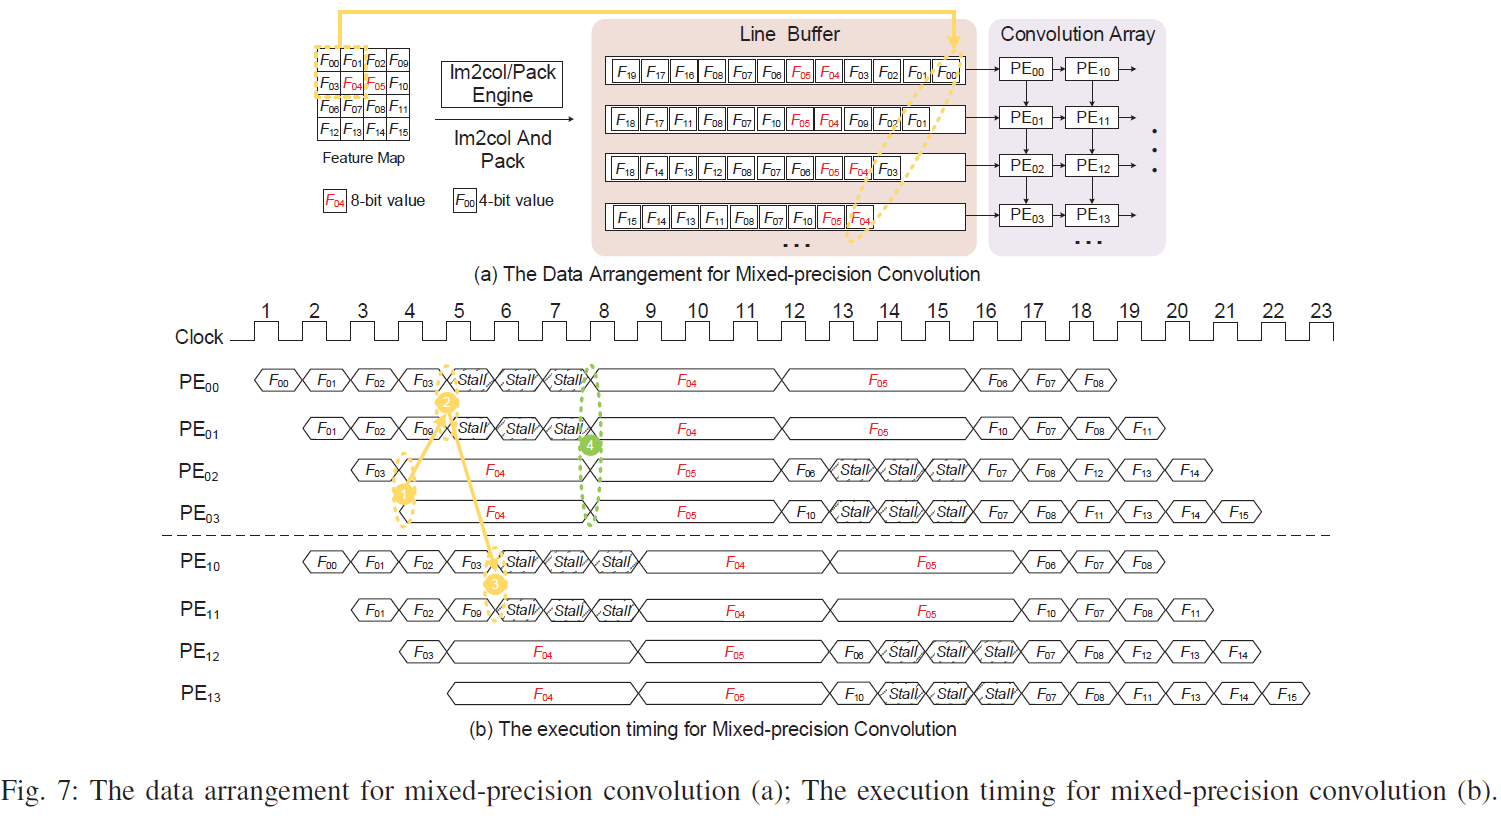 Line Buffer
Convolution Array
F00 F01 F02 F09
F03 F04 F05 F10
F06 F07 F08 F11
F12 F13 F14 F15
Feature Map
F04 8-bit value
F00 4-bit value
Im2col/Pack
Engine
Im2col And
Pack
F19 F17 F16 F08 F07 F06 F05 F04 F03 F02 F01 F00
F18 F17 F11 F08 F07 F10 F05 F04 F09 F02 F01
F18 F14 F13 F12 F08 F07 F06 F05 F04 F03
F15 F14 F13 F11 F08 F07 F10 F05 F04
...
PE00 PE10
PE01 PE11
PE02 PE12
PE03 PE13
...
(a) The Data Arrangement for Mixed-precision Convolution
1 2 3 4 5 6 7 8 9 10 11 12 13 14 15 16 17 18 19 20 21 22 23
Clock
PE00 F00 F01 F02 F03 Stall Stall Stall F04 F05 F06 F07 F08
2
PE01 F01 F02 F09 Stall Stall Stall F04 F05 F10 F07 F08 F11
4
PE02 F03 F04 F05 F06 Stall Stall Stall F07 F08 F12 F13 F14
1
PE03 F04 F05 F10 Stall Stall Stall F07 F08 F11 F13 F14 F15
PE10 F00 F01 F02 F03 Stall Stall Stall F04 F05 F06 F07 F08
3
PE11 F01 F02 F09 Stall Stall Stall F04 F05 F10 F07 F08 F11
PE12 F03 F04 F05 F06 Stall Stall Stall F07 F08 F12 F13 F14
PE13 F04 F05 F10 Stall Stall Stall F07 F08 F11 F13 F14 F15
(b) The execution timing for Mixed-precision Convolution
Fig. 7: The data arrangement for mixed-precision convolution (a); The execution timing for mixed-precision convolution (b).